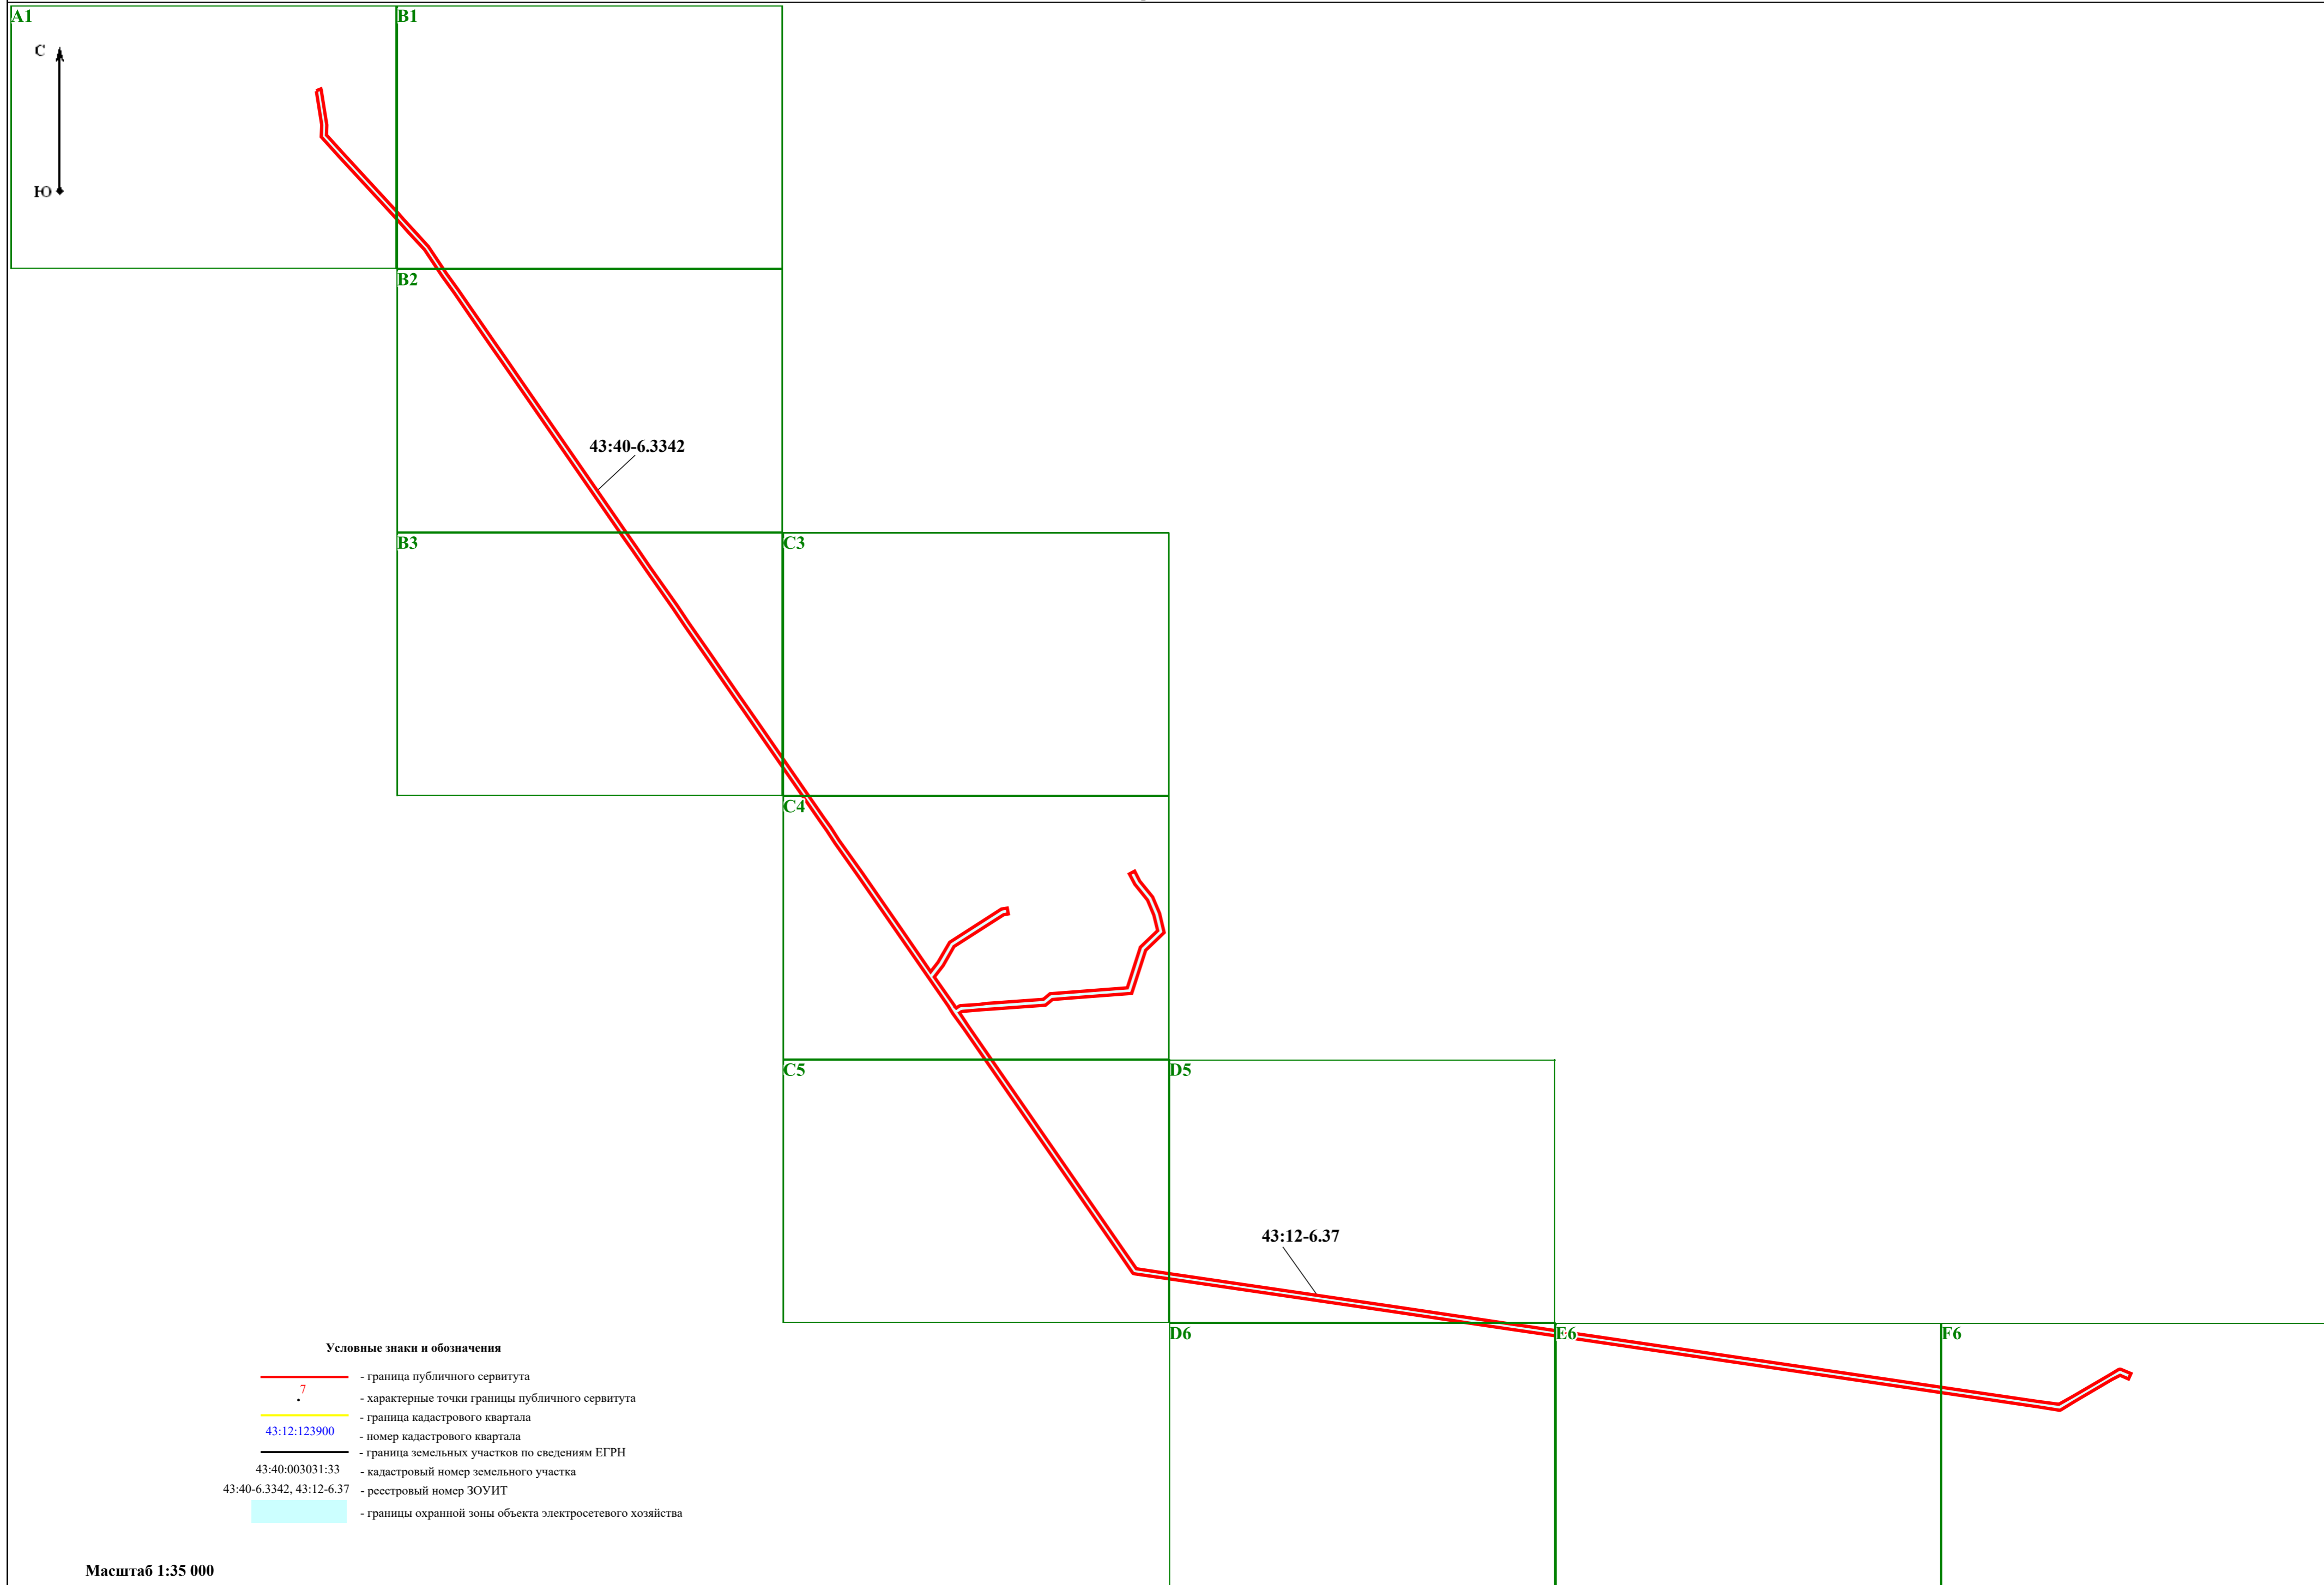 A1
B1
С
Ю
B2
43:40-6.3342
B3
C3
C4
C5
D5
43:12-6.37
D6
E6
F6
Условные знаки и обозначения
- граница публичного сервитута
7
- характерные точки границы публичного сервитута
- граница кадастрового квартала
43:12:123900 - номер кадастрового квартала
- граница земельных участков по сведениям ЕГРН
43:40:003031:33 - кадастровый номер земельного участка
43:40-6.3342, 43:12-6.37 - реестровый номер ЗОУИТ
- границы охранной зоны объекта электросетевого хозяйства
Масштаб 1:35 000